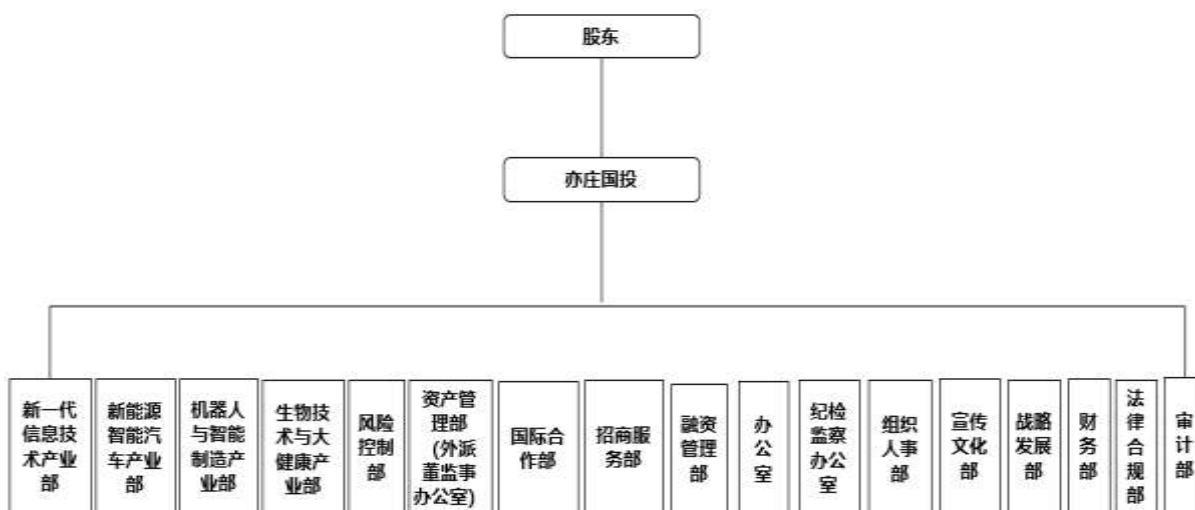 股东
亦庄国投
新一代
信息技
术产业
部
新能源
智能汽
车产业部
机器人
与智能
制造产
业部
生物技
术与大
健康产
业部
风险
控制
部
资产管
理部
(外派
董监事
办公室)
国际合
作部
招商服
务部
融资
管理
部
办
公
室
纪检
监察
办公
室
组织
人事
部
宣传
文化
部
战略
发展
部
财
务
部
法
律
合
规
部
审
计
部